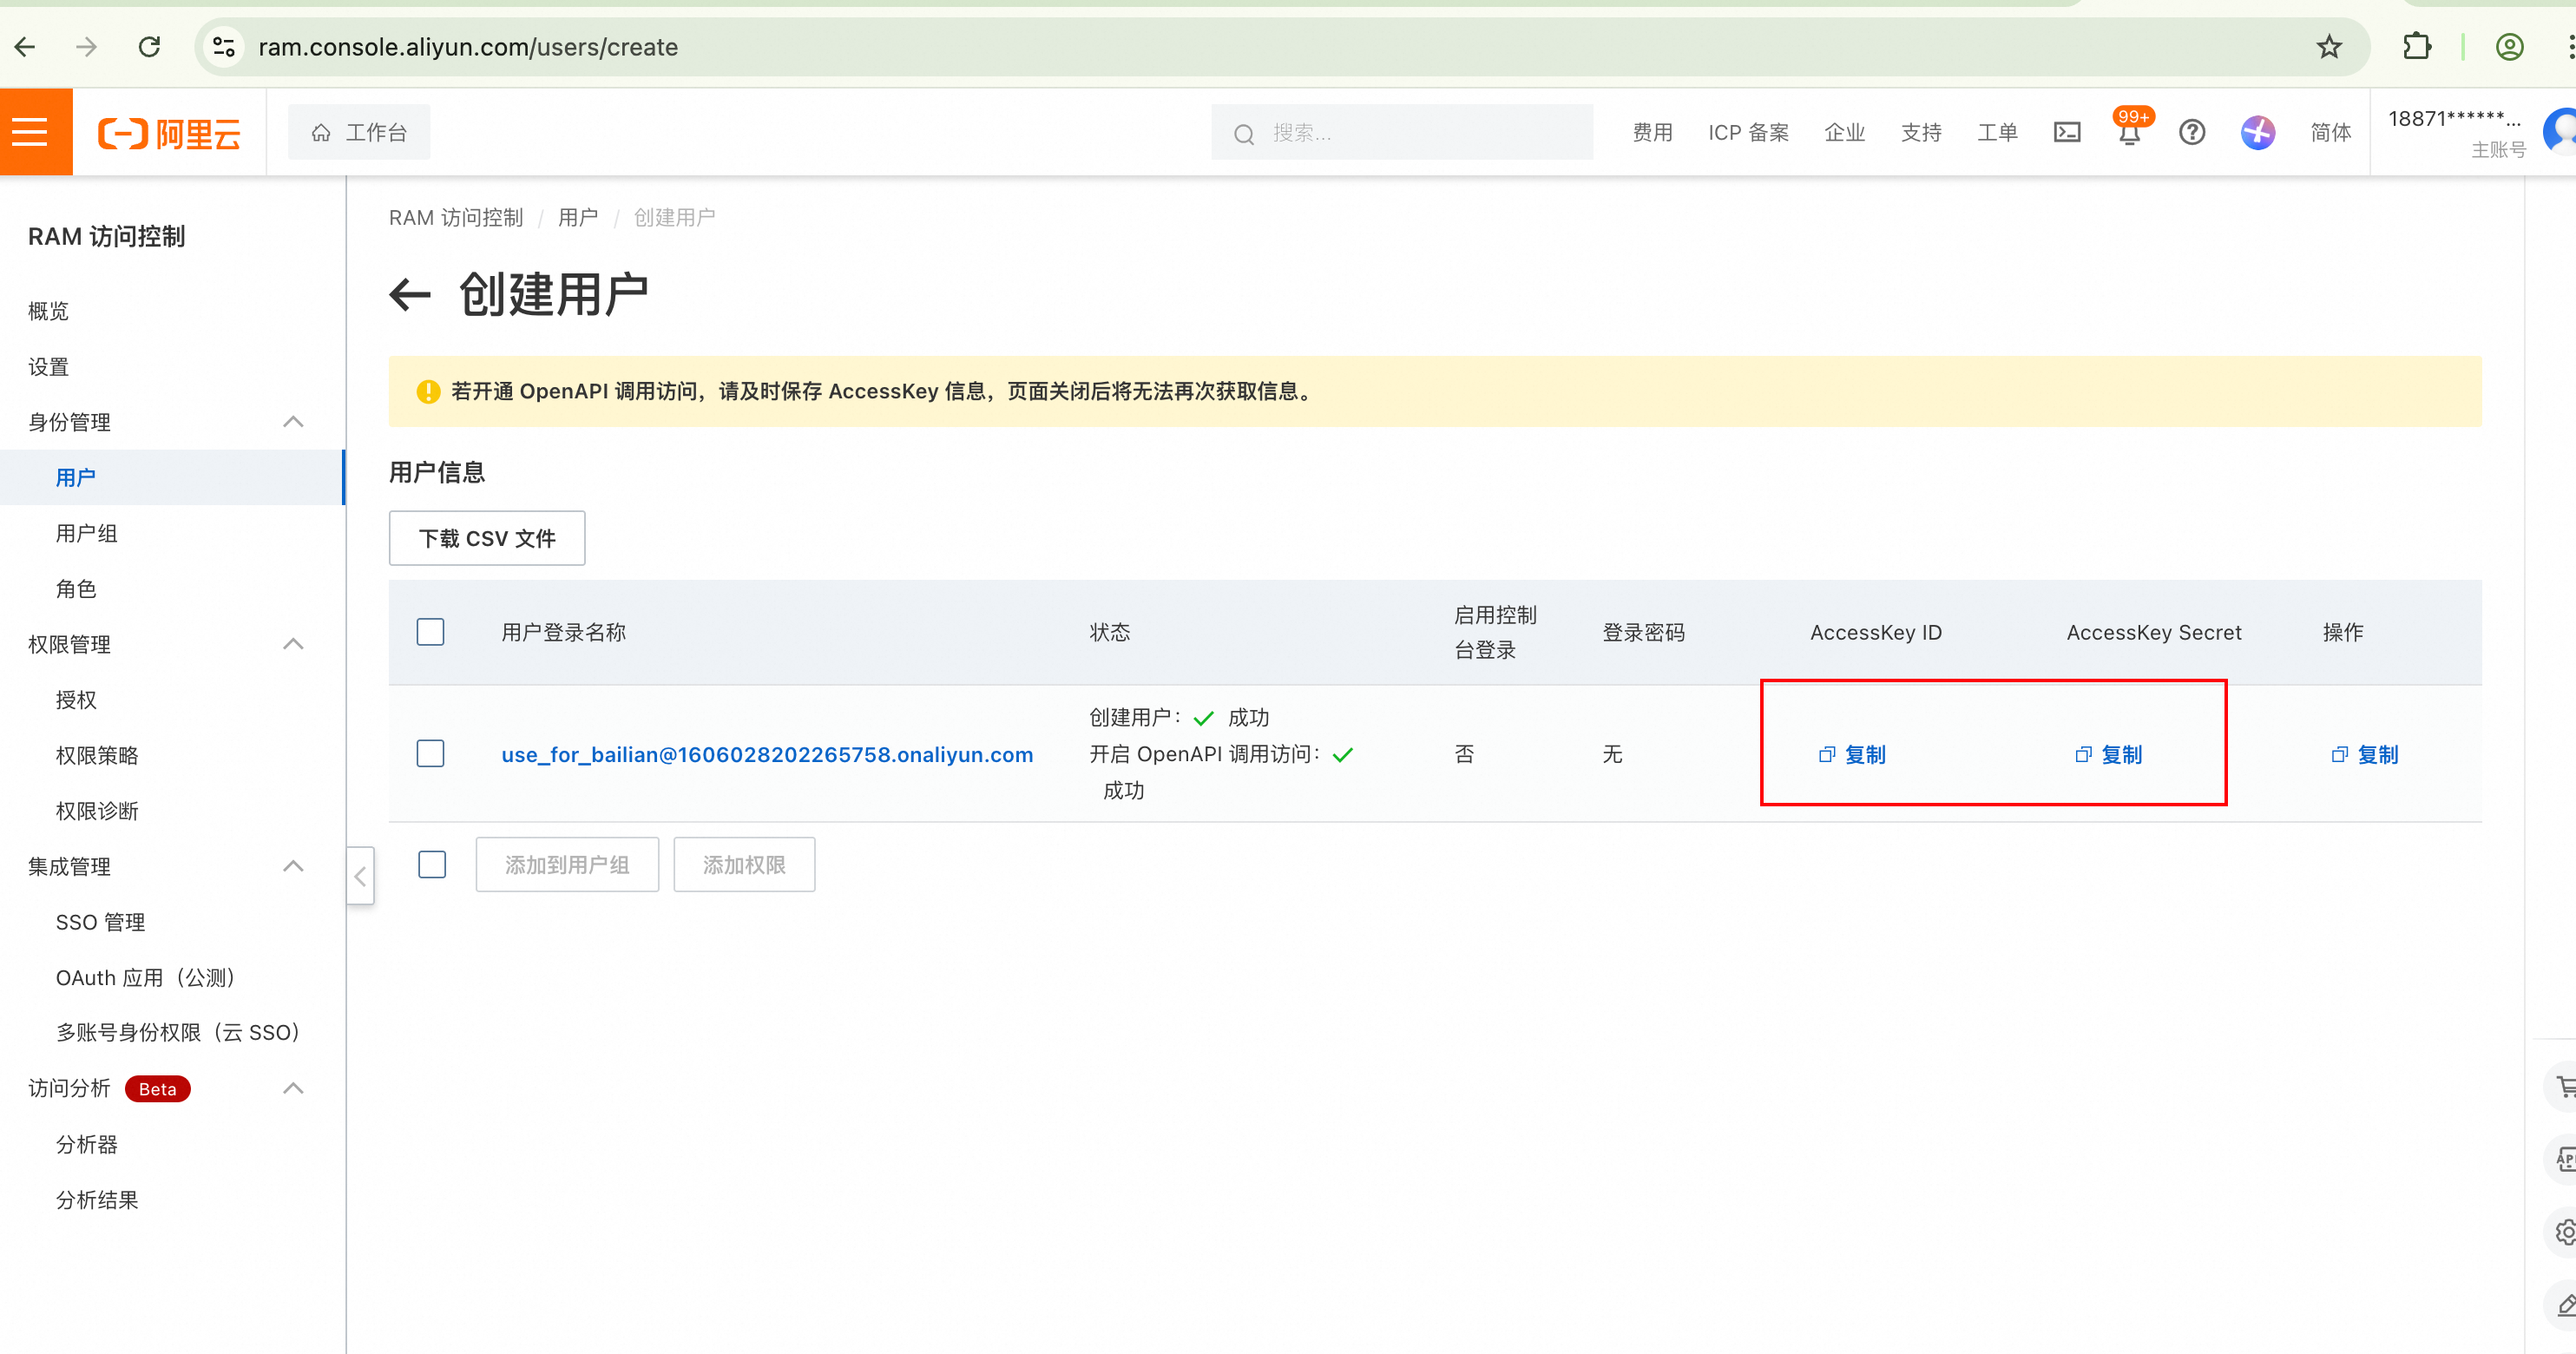 ram.console.aliyun.com/users/create
阿里云
工作台
搜索...
费用
ICP 备案
企业
支持
工单
99+
简体
18871******...
主账号
RAM 访问控制
概览
设置
身份管理
用户
用户组
角色
权限管理
授权
权限策略
权限诊断
集成管理
SSO 管理
OAuth 应用（公测）
多账号身份权限（云 SSO）
访问分析 Beta
分析器
分析结果
RAM 访问控制 / 用户 / 创建用户
创建用户
若开通 OpenAPI 调用访问，请及时保存 AccessKey 信息，页面关闭后将无法再次获取信息。
用户信息
下载 CSV 文件
用户登录名称
状态
启用控制
台登录
登录密码
AccessKey ID
AccessKey Secret
操作
use_for_bailian@1606028202265758.onaliyun.com
创建用户： 成功
开启 OpenAPI 调用访问：
成功
否
无
复制
复制
复制
添加到用户组
添加权限